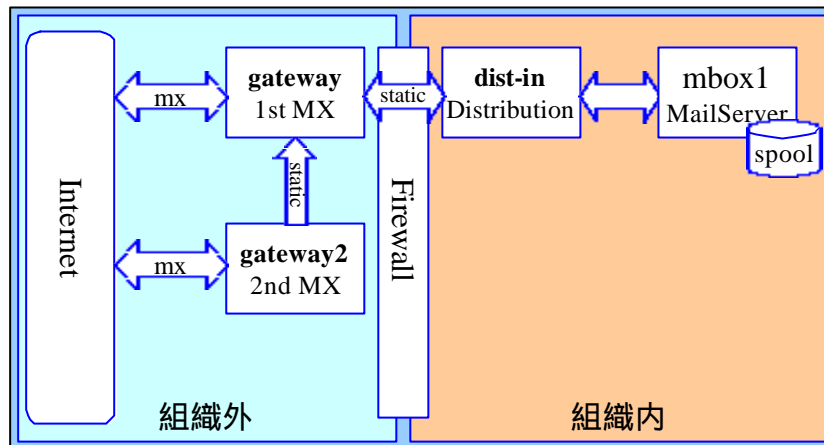 Internet
mx
gateway
1st MX
static
mx
gateway2
2nd MX
static
Firewall
dist-in
Distribution
mbox1
MailServer
spool
組織外
組織内